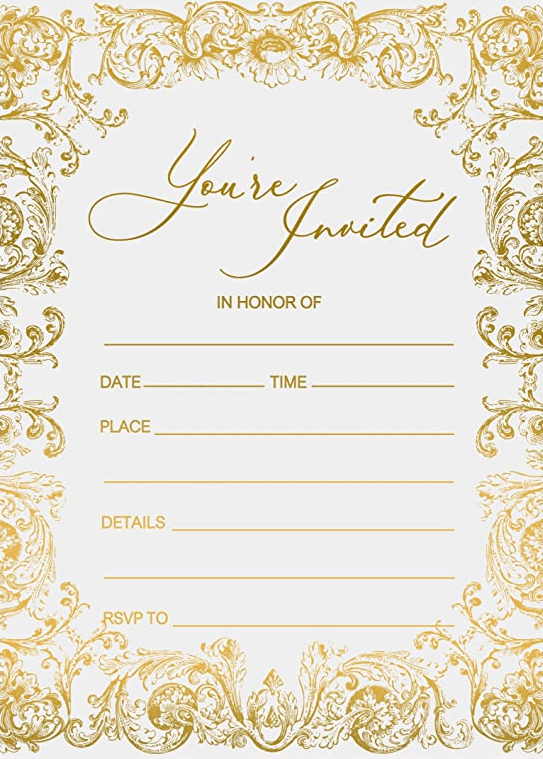 You're
Invited
IN HONOR OF
DATE TIME
PLACE
DETAILS
RSVP TO